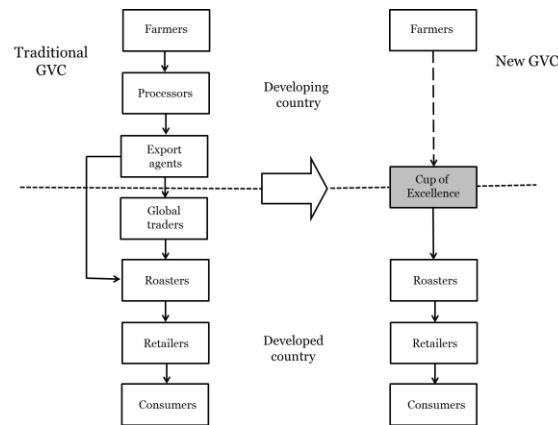 Traditional
GVC
Farmers
Processors
Export
agents
Global
traders
Roasters
Retailers
Consumers
Developing
country
Developed
country
New GVC
Farmers
Cup of
Excellence
Roasters
Retailers
Consumers